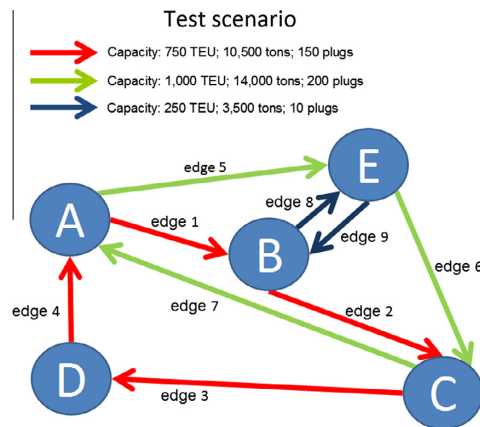 Test scenario
Capacity: 750 TEU; 10,500 tons; 150 plugs
Capacity: 1,000 TEU; 14,000 tons; 200 plugs
Capacity: 250 TEU; 3,500 tons; 10 plugs
edge 5
E
A
edge 1
edge 8
B
edge 9
edge 6
edge 4
edge 7
edge 2
D
edge 3
C